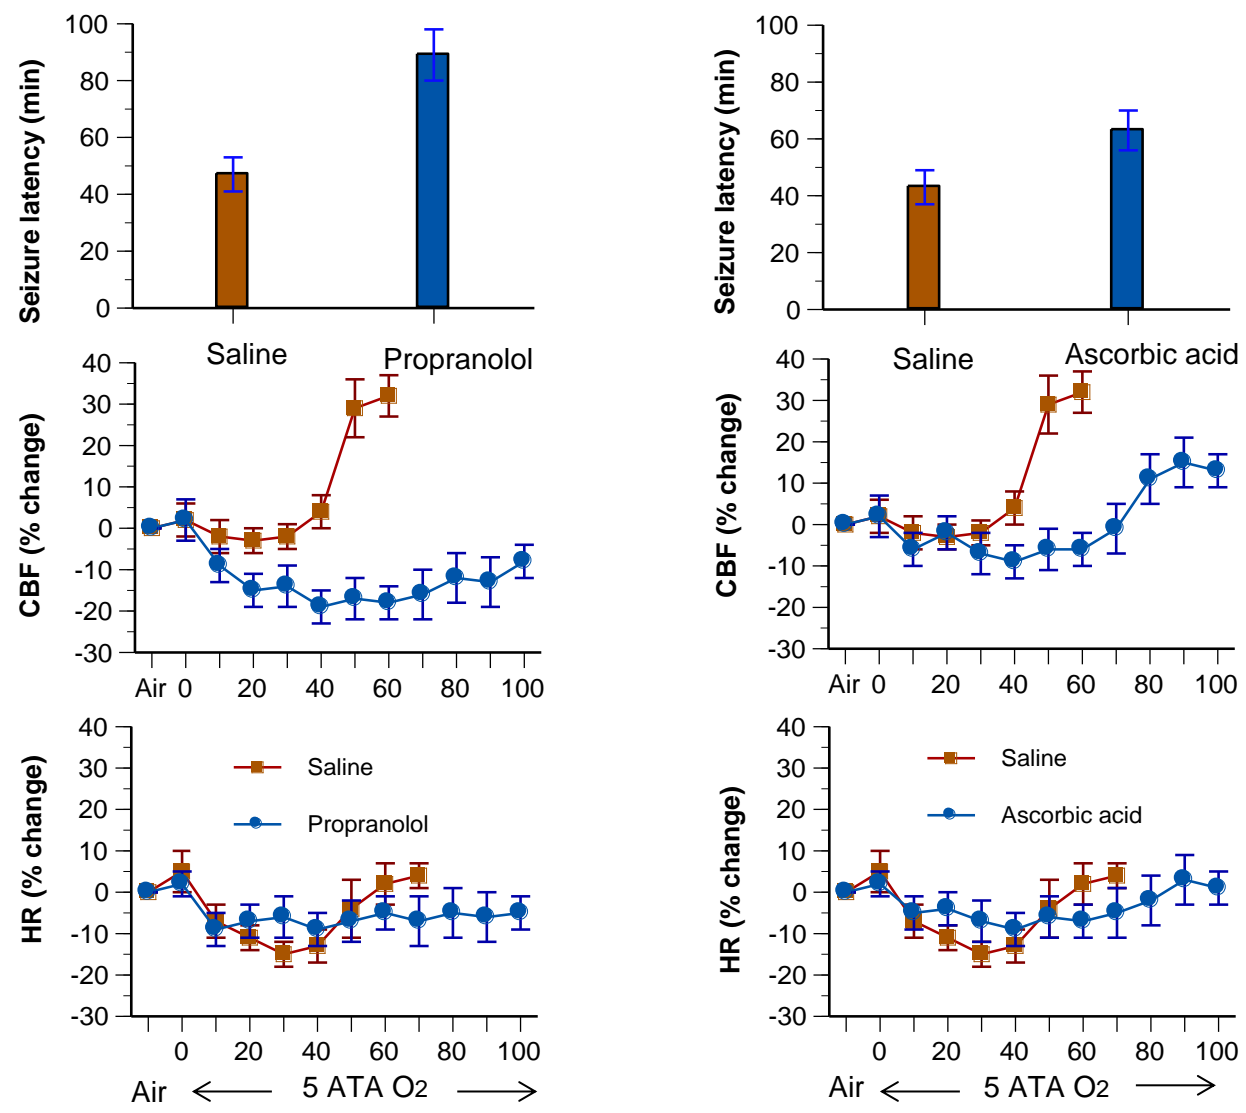 Seizure latency (min)
100
80
60
40
20
0
Saline
Propranolol
Seizure latency (min)
100
80
60
40
20
0
Saline
Ascorbic acid
CBF (% change)
40
30
20
10
0
-10
-20
-30
Air 0 20 40 60 80 100
CBF (% change)
40
30
20
10
0
-10
-20
-30
Air 0 20 40 60 80 100
HR (% change)
40
30
20
10
0
-10
-20
-30
Saline
Propranolol
0 20 40 60 80 100
Air 5 ATA O2
HR (% change)
40
30
20
10
0
-10
-20
-30
Saline
Ascorbic acid
0 20 40 60 80 100
Air 5 ATA O2